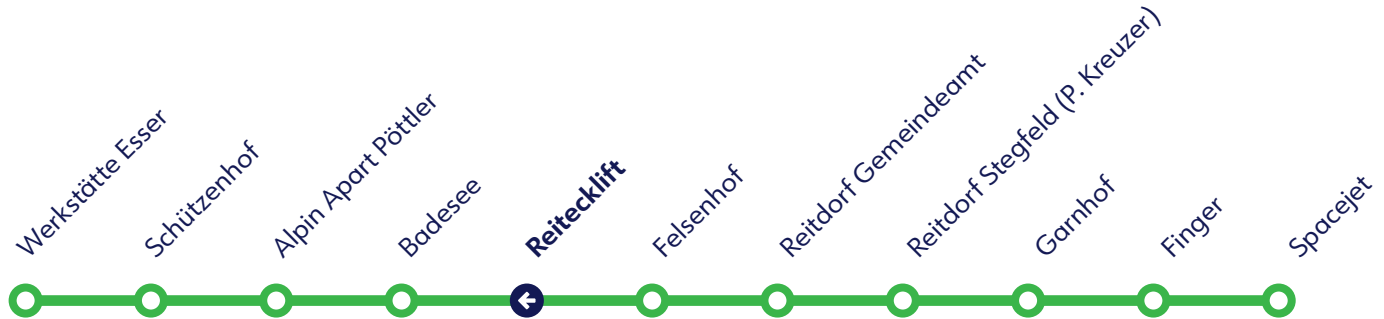 Werkstätte Esser
Schützenhof
Alpin Apart Pöttler
Badesee
Reitecklift
Felsenhof
Reitdorf Gemeindeamt
Reitdorf Stegfeld (P. Kreuzer)
Garnhof
Finger
Spacejet